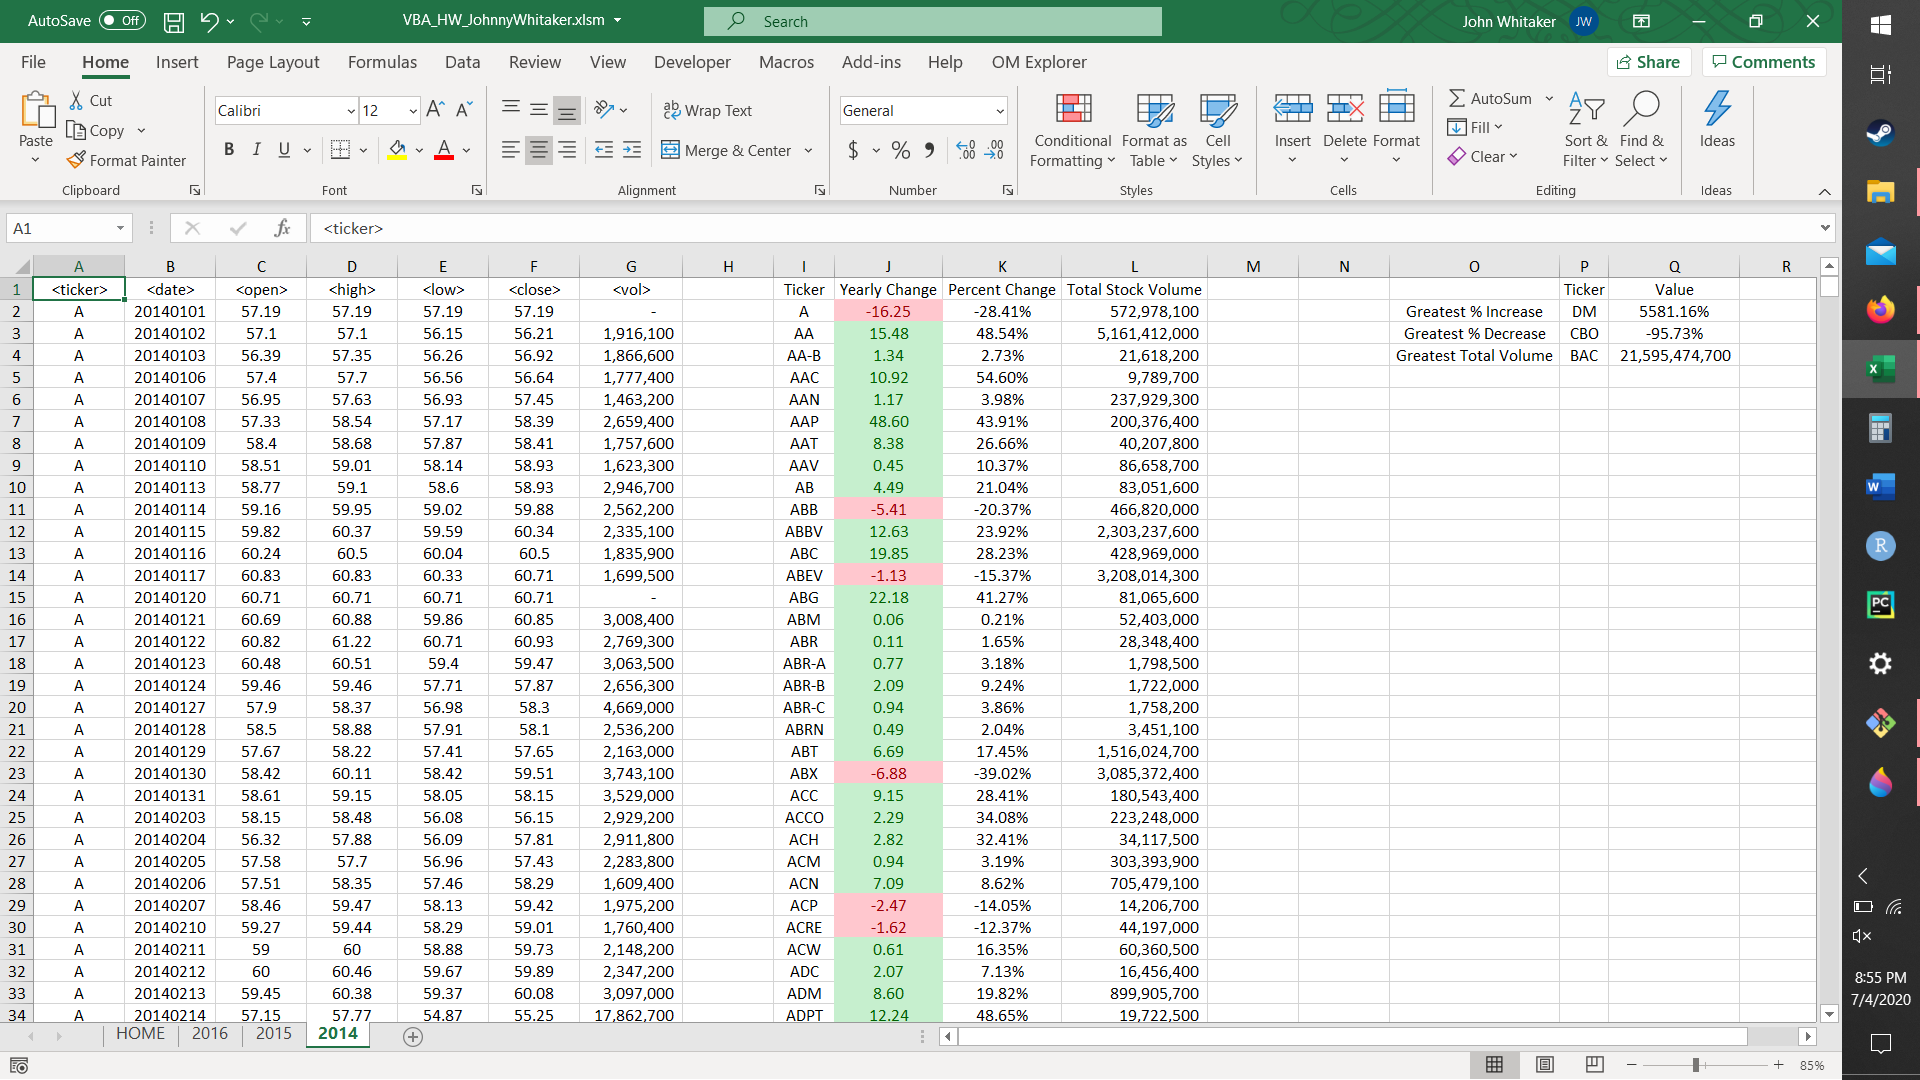 AutoSave Off VBA_HW_JohnnyWhitaker.xlsm Search John Whitaker JW
File Home Insert Page Layout Formulas Data Review View Developer Macros Add-ins Help OM Explorer Share Comments
Paste Cut Copy Format Painter Clipboard
Calibri 12 B I U A Font
Wrap Text Merge & Center Alignment
General $ % Number
Conditional Formatting Format as Table Cell Styles Styles
Insert Delete Format Cells
AutoSum Fill Clear Sort & Filter Find & Select Editing
Ideas Ideas
A1 fx <ticker>
A B C D E F G H I J K L M N O P Q R
1 <ticker> <date> <open> <high> <low> <close> <vol> Ticker Yearly Change Percent Change Total Stock Volume Ticker Value
2 A 20140101 57.19 57.19 57.19 57.19 - A -16.25 -28.41% 572,978,100 Greatest % Increase DM 5581.16%
3 A 20140102 57.1 57.1 56.15 56.21 1,916,100 AA 15.48 48.54% 5,161,412,000 Greatest % Decrease CBO -95.73%
4 A 20140103 56.39 57.35 56.26 56.92 1,866,600 AA-B 1.34 2.73% 21,618,200 Greatest Total Volume BAC 21,595,474,700
5 A 20140106 57.4 57.7 56.56 56.64 1,777,400 AAC 10.92 54.60% 9,789,700
6 A 20140107 56.95 57.63 56.93 57.45 1,463,200 AAN 1.17 3.98% 237,929,300
7 A 20140108 57.33 58.54 57.17 58.39 2,659,400 AAP 48.60 43.91% 200,376,400
8 A 20140109 58.4 58.68 57.87 58.41 1,757,600 AAT 8.38 26.66% 40,207,800
9 A 20140110 58.51 59.01 58.14 58.93 1,623,300 AAV 0.45 10.37% 86,658,700
10 A 20140113 58.77 59.1 58.6 58.93 2,946,700 AB 4.49 21.04% 83,051,600
11 A 20140114 59.16 59.95 59.02 59.88 2,562,200 ABB -5.41 -20.37% 466,820,000
12 A 20140115 59.82 60.37 59.59 60.34 2,335,100 ABBV 12.63 23.92% 2,303,237,600
13 A 20140116 60.24 60.5 60.04 60.5 1,835,900 ABC 19.85 28.23% 428,969,000
14 A 20140117 60.83 60.83 60.33 60.71 1,699,500 ABEV -1.13 -15.37% 3,208,014,300
15 A 20140120 60.71 60.71 60.71 60.71 - ABG 22.18 41.27% 81,065,600
16 A 20140121 60.69 60.88 59.86 60.85 3,008,400 ABM 0.06 0.21% 52,403,000
17 A 20140122 60.82 61.22 60.71 60.93 2,769,300 ABR 0.11 1.65% 28,348,400
18 A 20140123 60.48 60.51 59.4 59.47 3,063,500 ABR-A 0.77 3.18% 1,798,500
19 A 20140124 59.46 59.46 57.71 57.87 2,656,300 ABR-B 2.09 9.24% 1,722,000
20 A 20140127 57.9 58.37 56.98 58.3 4,669,000 ABR-C 0.94 3.86% 1,758,200
21 A 20140128 58.5 58.88 57.91 58.1 2,536,200 ABRN 0.49 2.04% 3,451,100
22 A 20140129 57.67 58.22 57.41 57.65 2,163,000 ABT 6.69 17.45% 1,516,024,700
23 A 20140130 58.42 60.11 58.42 59.51 3,743,100 ABX -6.88 -39.02% 3,085,372,400
24 A 20140131 58.61 59.15 58.05 58.15 3,529,000 ACC 9.15 28.41% 180,543,400
25 A 20140203 58.15 58.48 56.08 56.15 2,929,200 ACCO 2.29 34.08% 223,248,000
26 A 20140204 56.32 57.88 56.09 57.81 2,911,800 ACH 2.82 32.41% 34,117,500
27 A 20140205 57.58 57.7 56.96 57.43 2,283,800 ACM 0.94 3.19% 303,393,900
28 A 20140206 57.51 58.35 57.46 58.29 1,609,400 ACN 7.09 8.62% 705,479,100
29 A 20140207 58.46 59.47 58.13 59.42 1,975,200 ACP -2.47 -14.05% 14,206,700
30 A 20140210 59.27 59.44 58.29 59.01 1,760,400 ACRE -1.62 -12.37% 44,197,000
31 A 20140211 59 60 58.88 59.73 2,148,200 ACW 0.61 16.35% 60,360,500
32 A 20140212 60 60.46 59.67 59.89 2,347,200 ADC 2.07 7.13% 16,456,400
33 A 20140213 59.45 60.38 59.37 60.08 3,097,000 ADM 8.60 19.82% 899,905,700
34 A 20140214 57.15 57.77 54.87 55.25 17,862,700 ADPT 12.24 48.65% 19,722,500
HOME 2016 2015 2014
85%
8:55 PM
7/4/2020